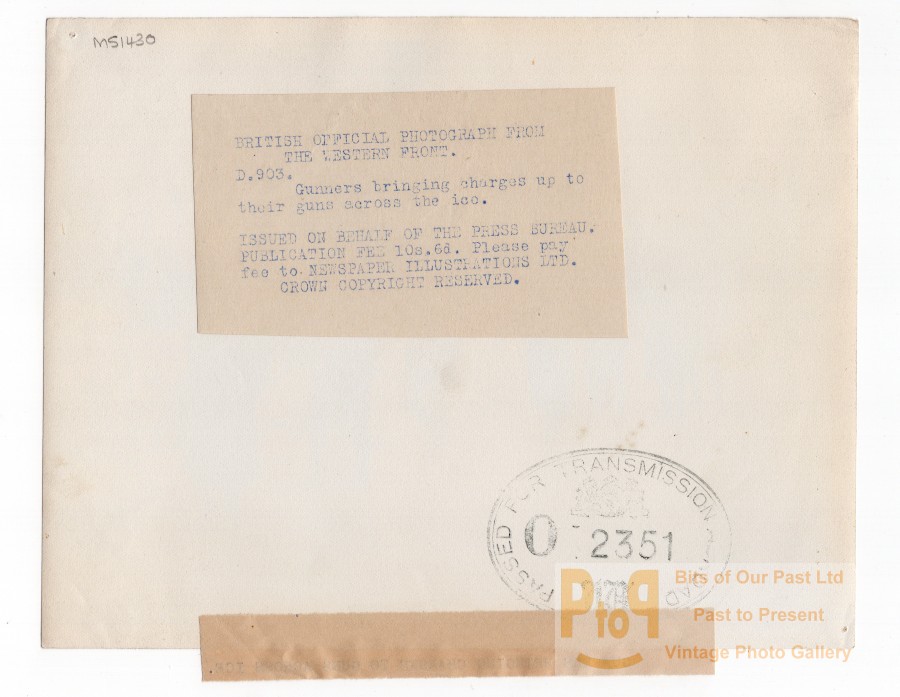 MS1430
BRITISH OFFICIAL PHOTOGRAPH FROM
THE WESTERN FRONT.
D.903.
Gunners bringing charges up to
their guns across the ice.
ISSUED ON BEHALF OF THE PRESS BUREAU.
PUBLICATION FEE 10s.6d. Please pay
fee to NEWSPAPER ILLUSTRATIONS LTD.
CROWN COPYRIGHT RESERVED.
PASSED FOR TRANSMISSION
O 2351
PtoP
Bits of Our Past Ltd
Past to Present
Vintage Photo Gallery